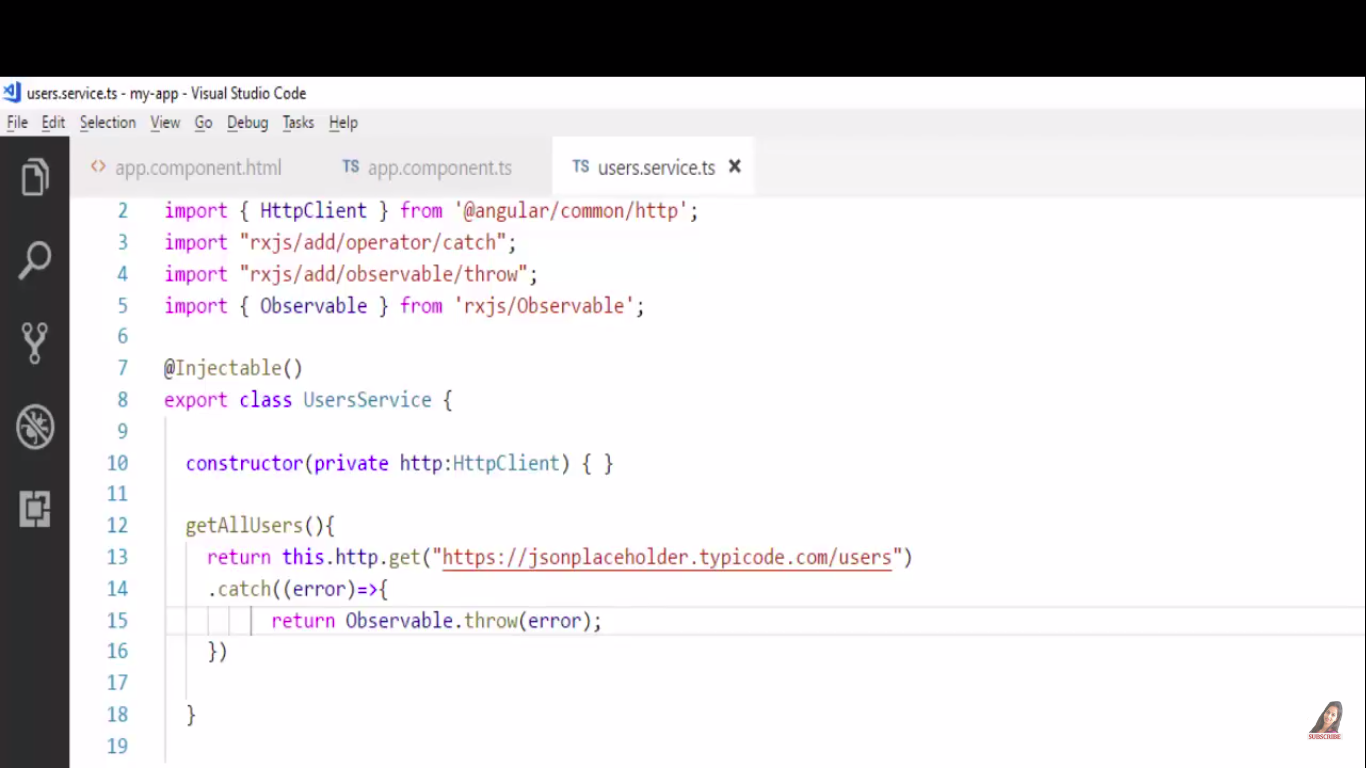 users.service.ts - my-app - Visual Studio Code
File Edit Selection View Go Debug Tasks Help
<> app.component.html TS app.component.ts TS users.service.ts ×
2 import { HttpClient } from '@angular/common/http';
3 import "rxjs/add/operator/catch";
4 import "rxjs/add/observable/throw";
5 import { Observable } from 'rxjs/Observable';
6
7 @Injectable()
8 export class UsersService {
9
10 constructor(private http:HttpClient) { }
11
12 getAllUsers(){
13 return this.http.get("https://jsonplaceholder.typicode.com/users")
14 .catch((error)=>{
15 return Observable.throw(error);
16 })
17
18 }
19
SUBSCRIBE